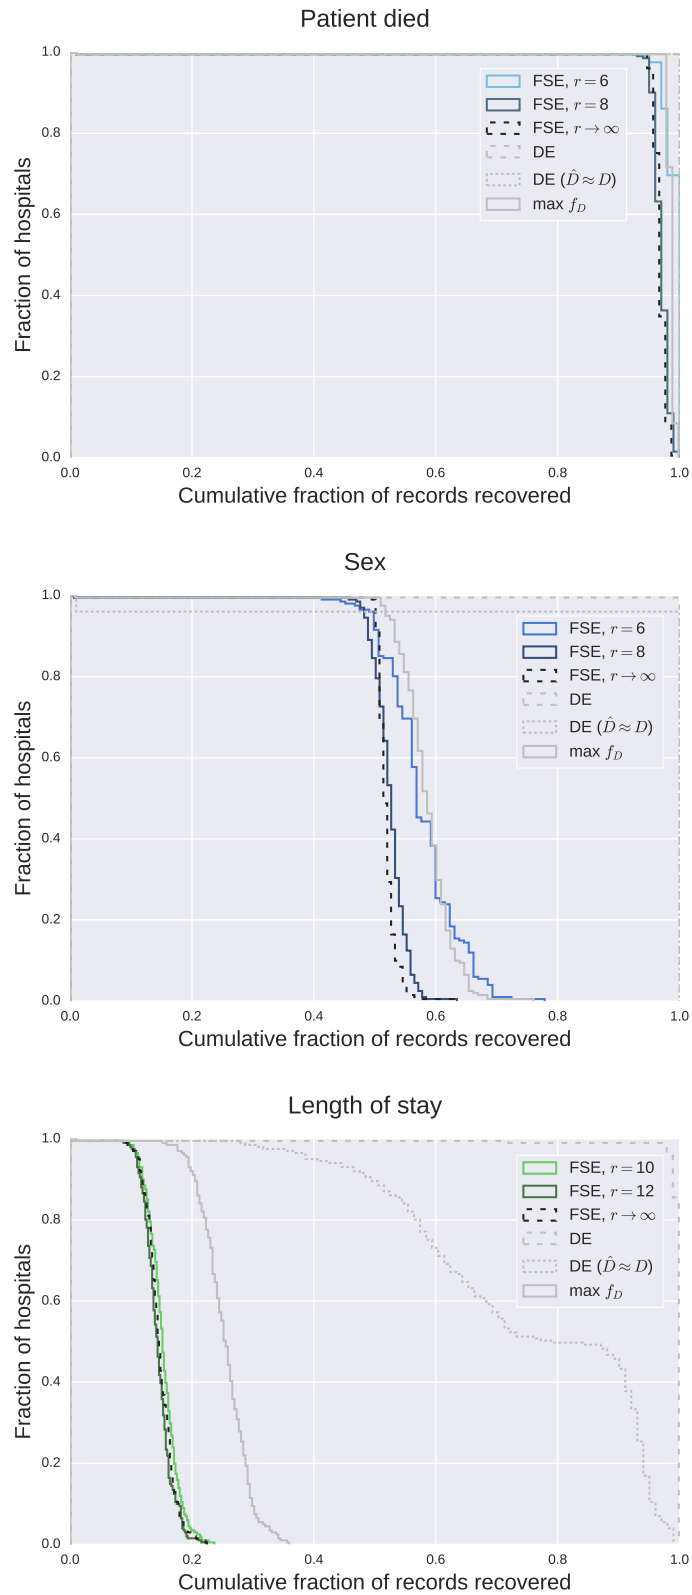 Patient died
1.0
0.8
0.6
0.4
0.2
0.0
Fraction of hospitals
FSE, r = 6
FSE, r = 8
FSE, r → ∞
DE
DE (D̂ ≈ D)
max f_D
0.0 0.2 0.4 0.6 0.8 1.0
Cumulative fraction of records recovered
Sex
1.0
0.8
0.6
0.4
0.2
0.0
Fraction of hospitals
FSE, r = 6
FSE, r = 8
FSE, r → ∞
DE
DE (D̂ ≈ D)
max f_D
0.0 0.2 0.4 0.6 0.8 1.0
Cumulative fraction of records recovered
Length of stay
1.0
0.8
0.6
0.4
0.2
0.0
Fraction of hospitals
FSE, r = 10
FSE, r = 12
FSE, r → ∞
DE
DE (D̂ ≈ D)
max f_D
0.0 0.2 0.4 0.6 0.8 1.0
Cumulative fraction of records recovered